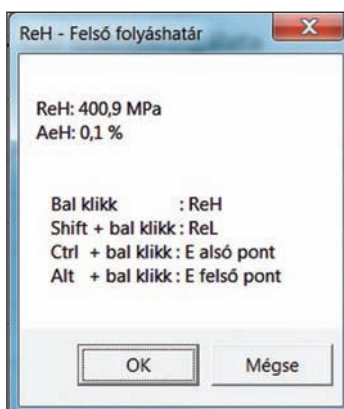 ReH - Felső folyáshatár
ReH: 400,9 MPa
AeH: 0,1 %
Bal klikk : ReH
Shift + bal klikk : ReL
Ctrl + bal klikk : E alsó pont
Alt + bal klikk : E felső pont
OK Mégse